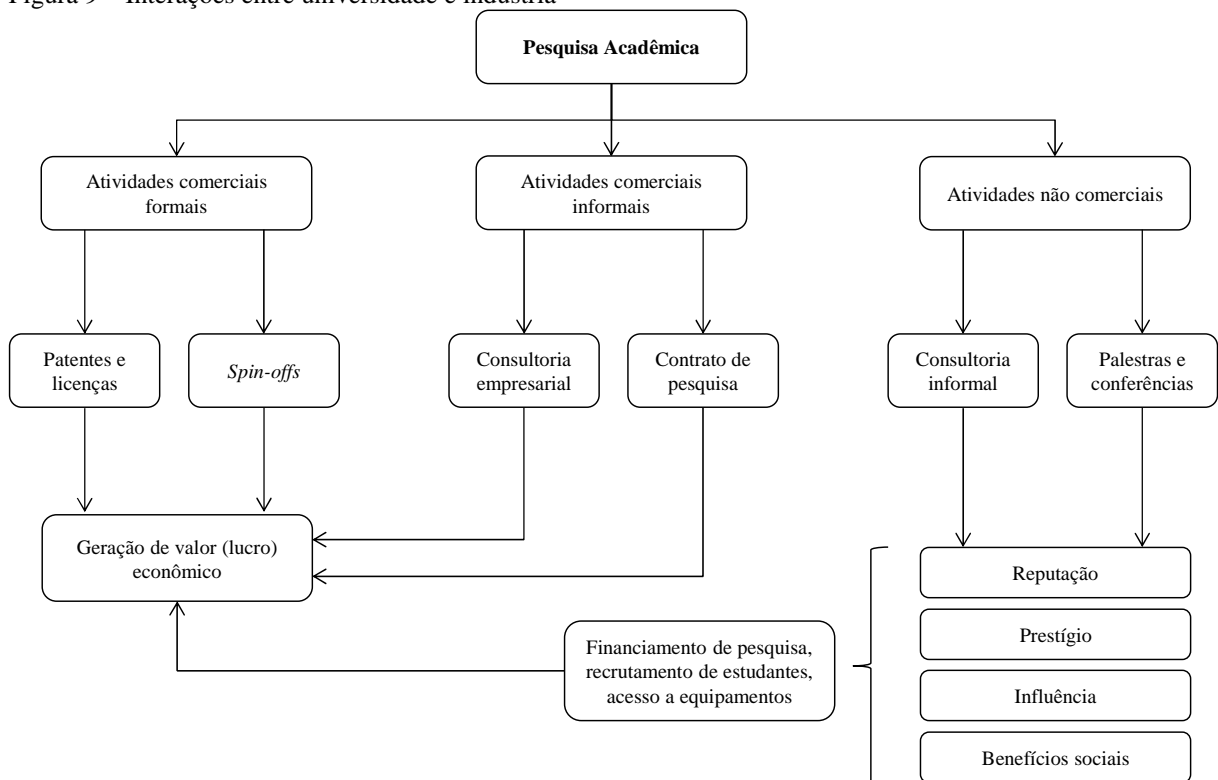 Figura 9 – Interações entre universidade e indústria
Pesquisa Acadêmica
Atividades comerciais
formais
Atividades comerciais
informais
Atividades não comerciais
Patentes e
licenças
Spin-offs
Consultoria
empresarial
Contrato de
pesquisa
Consultoria
informal
Palestras e
conferências
Geração de valor (lucro)
econômico
Reputação
Prestígio
Influência
Benefícios sociais
Financiamento de pesquisa,
recrutamento de estudantes,
acesso a equipamentos